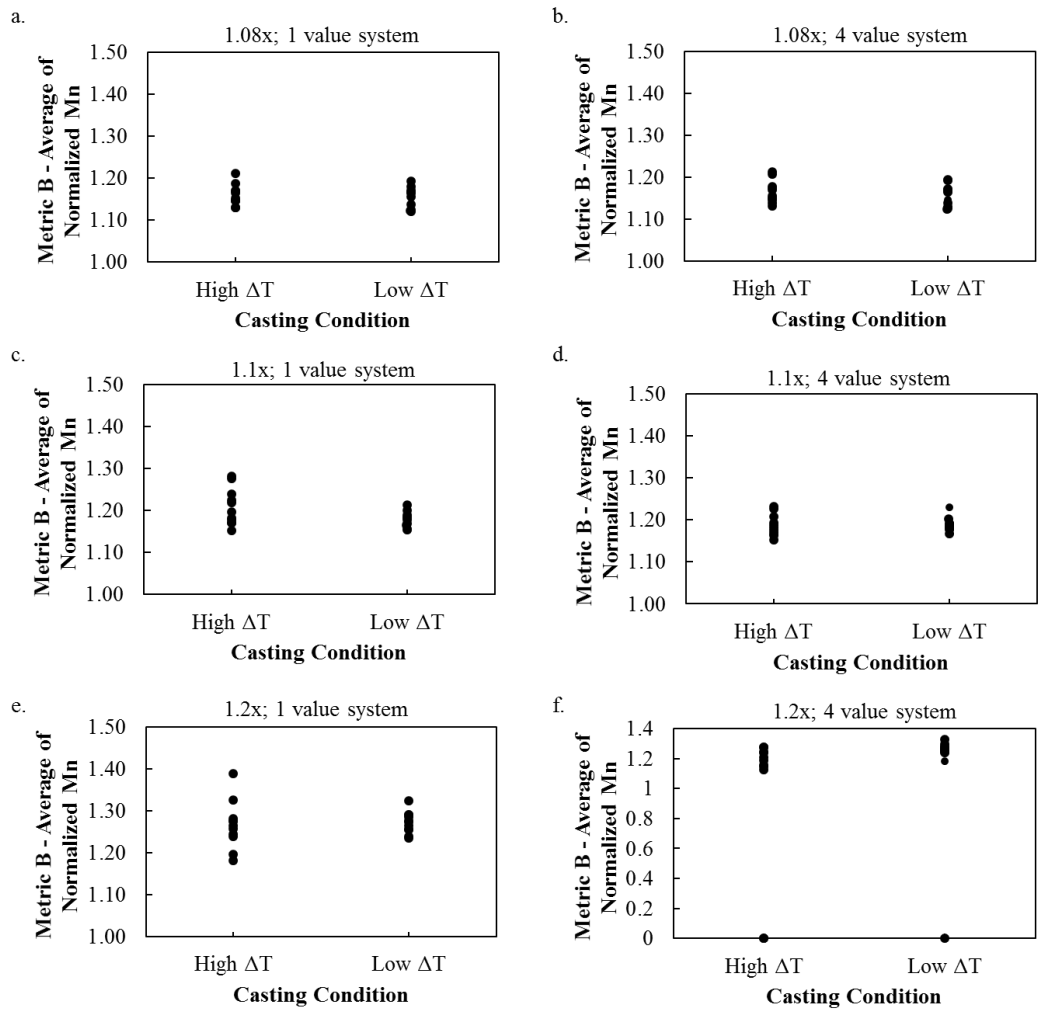 a.
1.08x; 1 value system
Metric B - Average of
Normalized Mn
1.50
1.40
1.30
1.20
1.10
1.00
High ΔT
Low ΔT
Casting Condition
b.
1.08x; 4 value system
Metric B - Average of
Normalized Mn
1.50
1.40
1.30
1.20
1.10
1.00
High ΔT
Low ΔT
Casting Condition
c.
1.1x; 1 value system
Metric B - Average of
Normalized Mn
1.50
1.40
1.30
1.20
1.10
1.00
High ΔT
Low ΔT
Casting Condition
d.
1.1x; 4 value system
Metric B - Average of
Normalized Mn
1.50
1.40
1.30
1.20
1.10
1.00
High ΔT
Low ΔT
Casting Condition
e.
1.2x; 1 value system
Metric B - Average of
Normalized Mn
1.50
1.40
1.30
1.20
1.10
1.00
High ΔT
Low ΔT
Casting Condition
f.
1.2x; 4 value system
Metric B - Average of
Normalized Mn
1.4
1.2
1
0.8
0.6
0.4
0.2
0
High ΔT
Low ΔT
Casting Condition